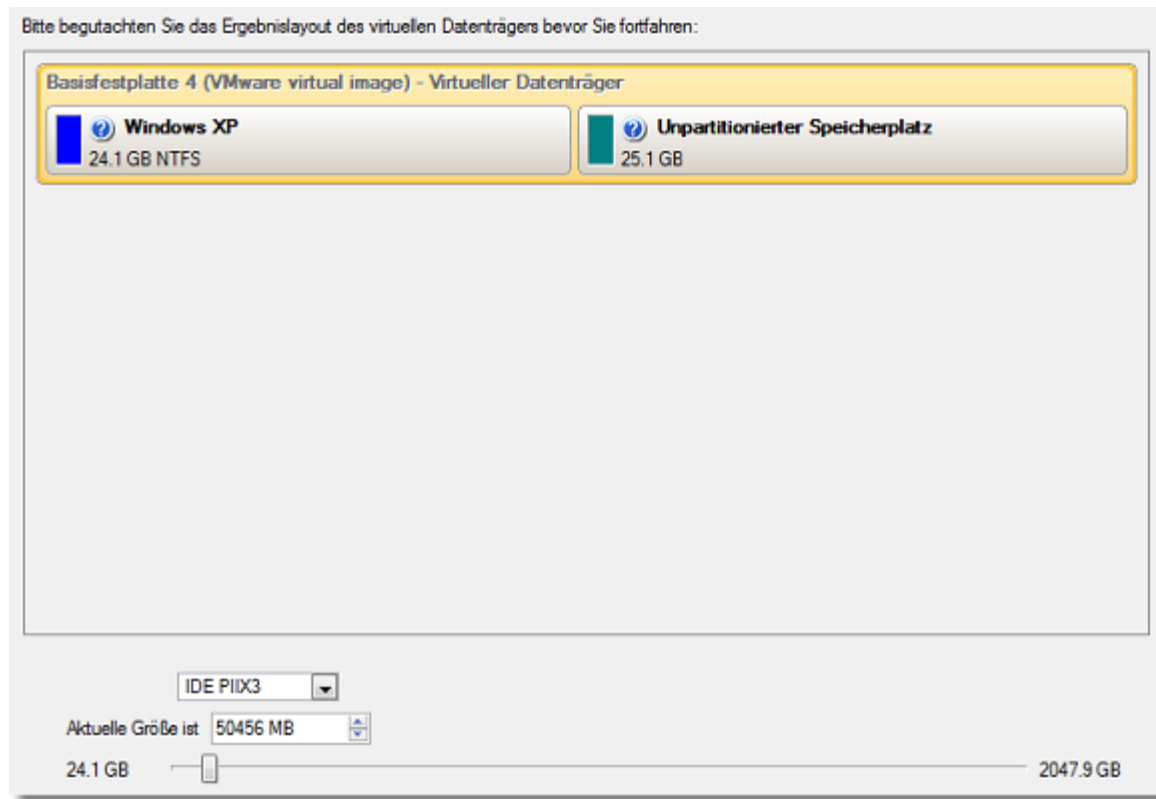 Bitte begutachten Sie das Ergebnislayout des virtuellen Datenträgers bevor Sie fortfahren:
Basisfestplatte 4 (VMware virtual image) - Virtueller Datenträger
Windows XP
24.1 GB NTFS
Unpartitionierter Speicherplatz
25.1 GB
IDE PIIX3
Aktuelle Größe ist 50456 MB
24.1 GB 2047.9 GB